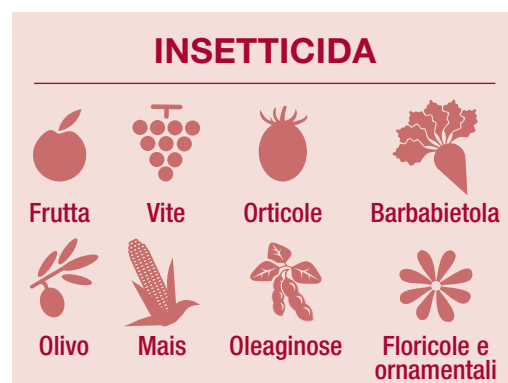 INSETTICIDA
Frutta Vite Orticole Barbabietola
Olivo Mais Oleaginose Floricole e
ornamentali